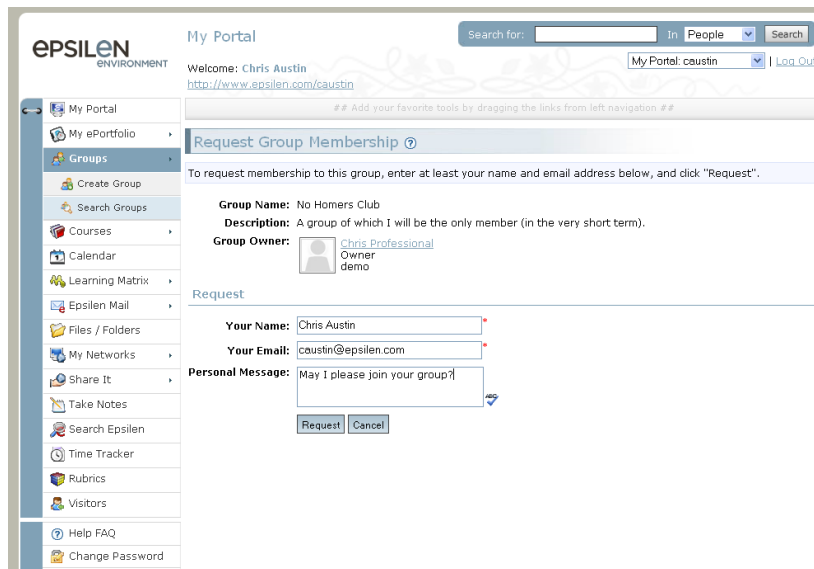 EPSILEN
ENVIRONMENT
My Portal
Search for: In People Search
Welcome: Chris Austin
My Portal: caustin | Log Out
http://www.epsilen.com/caustin
## Add your favorite tools by dragging the links from left navigation ##
My Portal
My ePortfolio
Groups
Create Group
Search Groups
Courses
Calendar
Learning Matrix
Epsilen Mail
Files / Folders
My Networks
Share It
Take Notes
Search Epsilen
Time Tracker
Rubrics
Visitors
Help FAQ
Change Password
Request Group Membership ?
To request membership to this group, enter at least your name and email address below, and click "Request".
Group Name: No Homers Club
Description: A group of which I will be the only member (in the very short term).
Group Owner: Chris Professional
Owner
demo
Request
Your Name: Chris Austin *
Your Email: caustin@epsilen.com *
Personal Message: May I please join your group?
ABC
Request Cancel